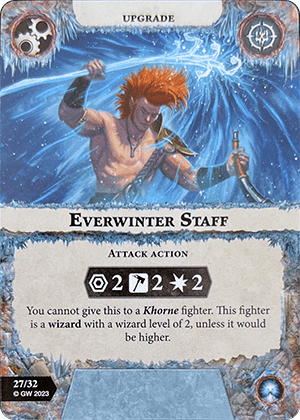 UPGRADE
EVERWINTER STAFF
ATTACK ACTION
2 2 2
You cannot give this to a Khorne fighter. This fighter
is a wizard with a wizard level of 2, unless it would
be higher.
27/32
© GW 2023